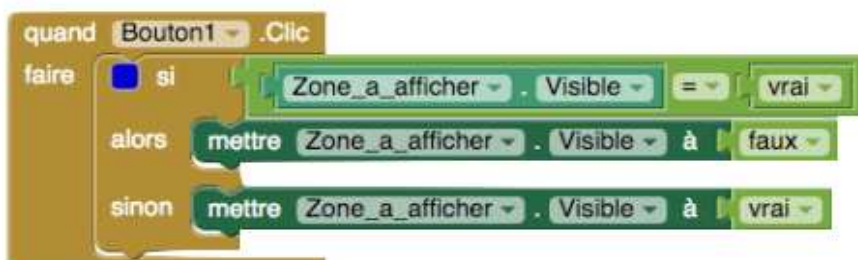 quand Bouton1 .Clic
faire si Zone_a_afficher . Visible = vrai
alors mettre Zone_a_afficher . Visible à faux
sinon mettre Zone_a_afficher . Visible à vrai